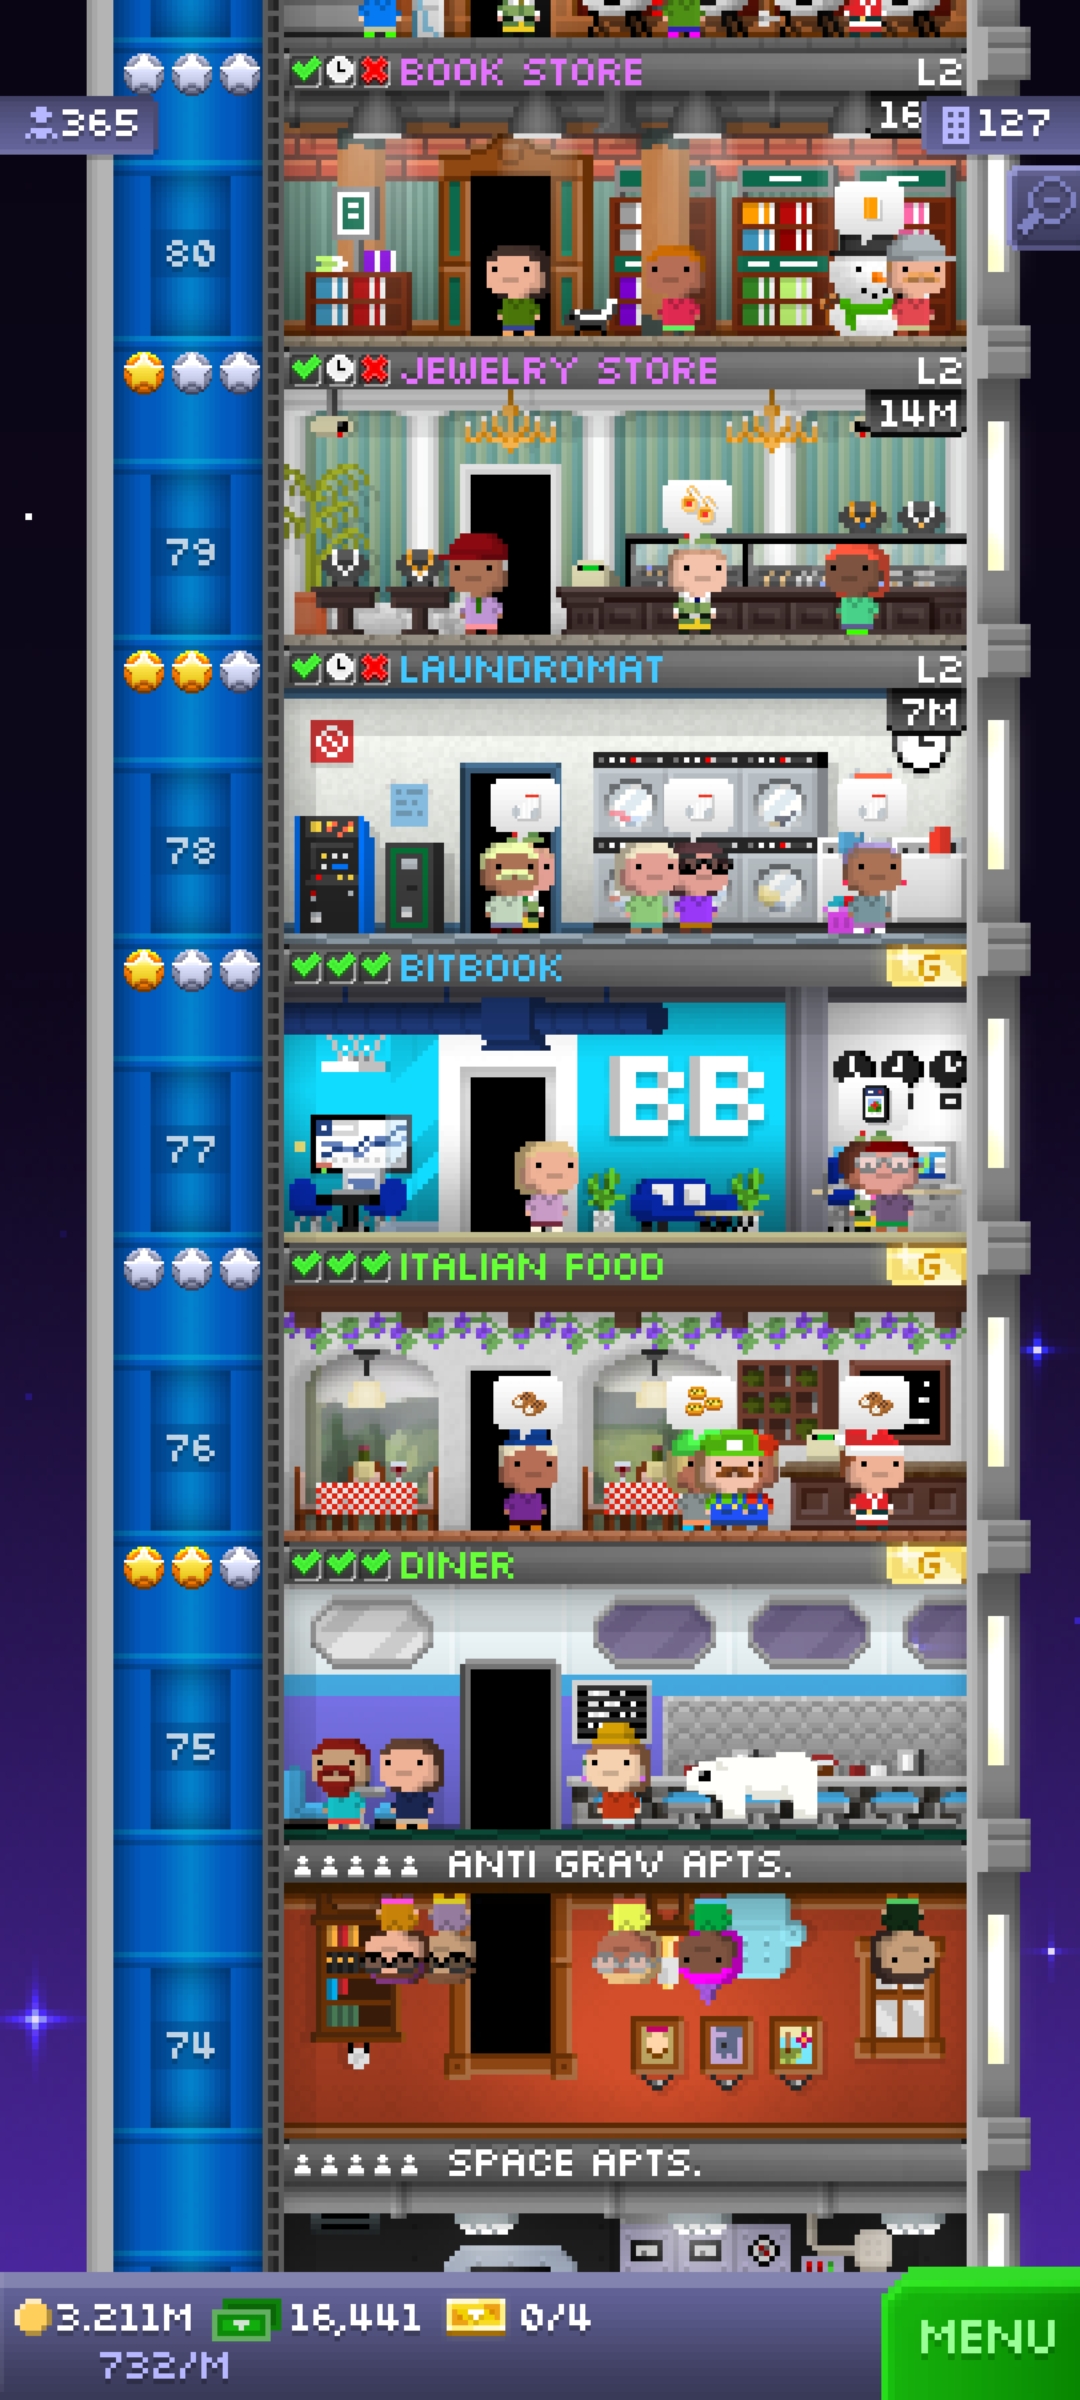 BOOK STORE L2
365
16
127
80
JEWELRY STORE L2
14M
79
LAUNDROMAT L2
7M
78
BITBOOK G
BB
77
ITALIAN FOOD G
76
DINER G
75
ANTI GRAV APTS.
74
SPACE APTS.
3.211M 16,441 0/4
732/M
MENU